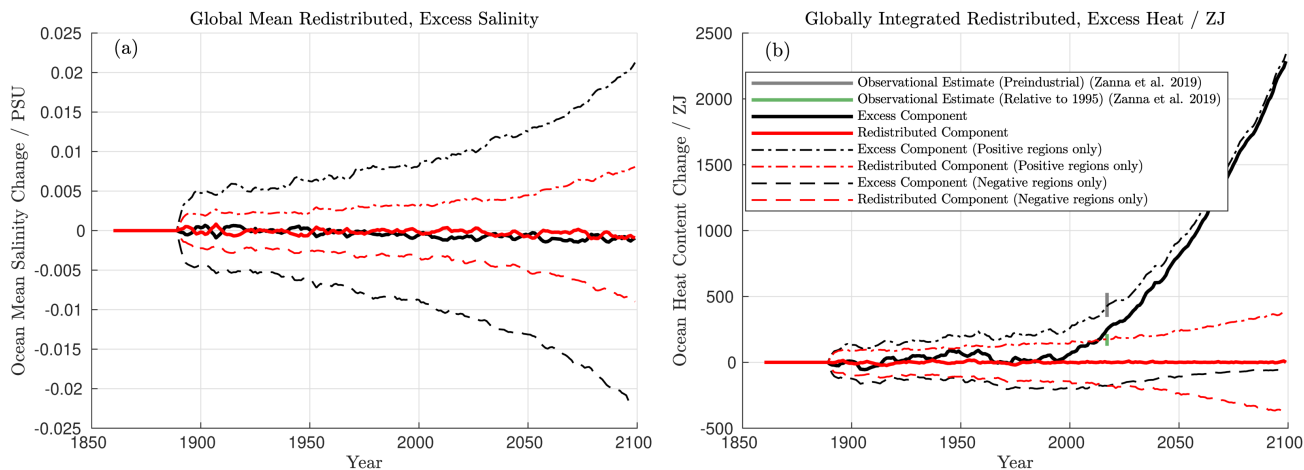 Global Mean Redistributed, Excess Salinity
(a)
Ocean Mean Salinity Change / PSU
0.025
0.02
0.015
0.01
0.005
0
-0.005
-0.01
-0.015
-0.02
-0.025
1850
1900
1950
2000
2050
2100
Year
Globally Integrated Redistributed, Excess Heat / ZJ
(b)
Ocean Heat Content Change / ZJ
2500
2000
1500
1000
500
0
-500
Observational Estimate (Preindustrial) (Zanna et al. 2019)
Observational Estimate (Relative to 1995) (Zanna et al. 2019)
Excess Component
Redistributed Component
Excess Component (Positive regions only)
Redistributed Component (Positive regions only)
Excess Component (Negative regions only)
Redistributed Component (Negative regions only)
1850
1900
1950
2000
2050
2100
Year